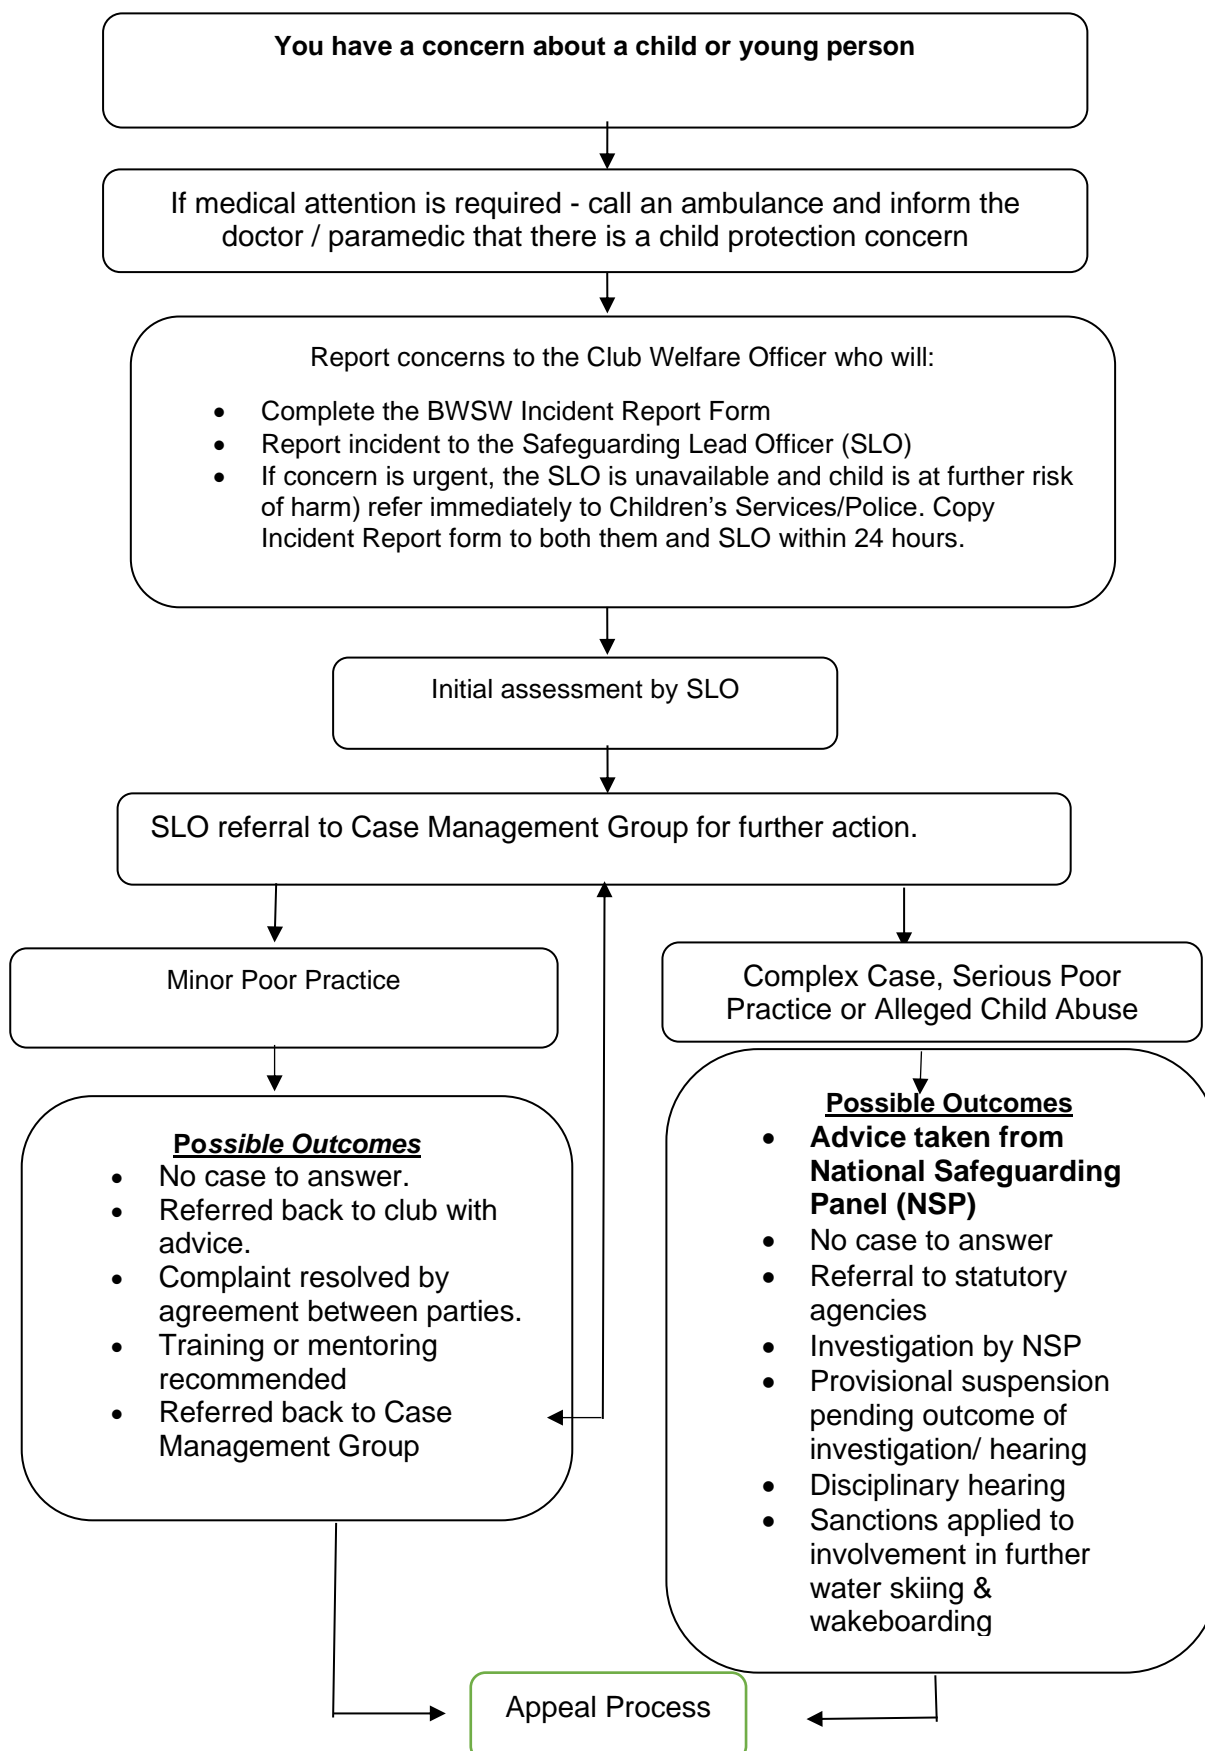 You have a concern about a child or young person
If medical attention is required - call an ambulance and inform the
doctor / paramedic that there is a child protection concern
Report concerns to the Club Welfare Officer who will:
• Complete the BWSW Incident Report Form
• Report incident to the Safeguarding Lead Officer (SLO)
• If concern is urgent, the SLO is unavailable and child is at further risk
of harm) refer immediately to Children’s Services/Police. Copy
Incident Report form to both them and SLO within 24 hours.
Initial assessment by SLO
SLO referral to Case Management Group for further action.
Minor Poor Practice
Possible Outcomes
• No case to answer.
• Referred back to club with
advice.
• Complaint resolved by
agreement between parties.
• Training or mentoring
recommended
• Referred back to Case
Management Group
Complex Case, Serious Poor
Practice or Alleged Child Abuse
Possible Outcomes
• Advice taken from
National Safeguarding
Panel (NSP)
• No case to answer
• Referral to statutory
agencies
• Investigation by NSP
• Provisional suspension
pending outcome of
investigation/ hearing
• Disciplinary hearing
• Sanctions applied to
involvement in further
water skiing &
wakeboarding
Appeal Process